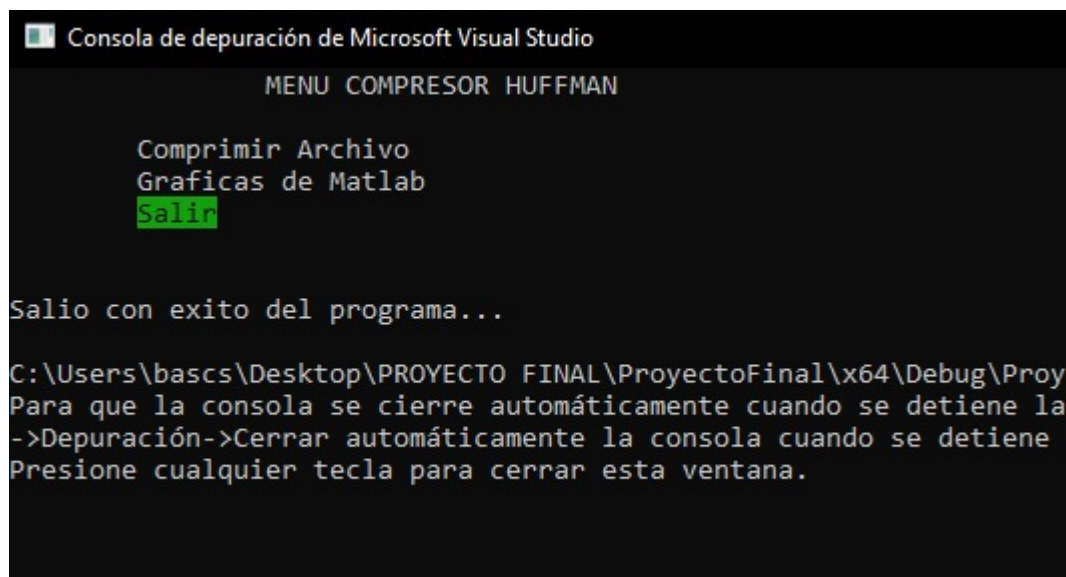 Consola de depuración de Microsoft Visual Studio
MENU COMPRESOR HUFFMAN
Comprimir Archivo
Graficas de Matlab
Salir
Salio con exito del programa...
C:\Users\bascs\Desktop\PROYECTO FINAL\ProyectoFinal\x64\Debug\Proy
Para que la consola se cierre automáticamente cuando se detiene la
->Depuración->Cerrar automáticamente la consola cuando se detiene
Presione cualquier tecla para cerrar esta ventana.